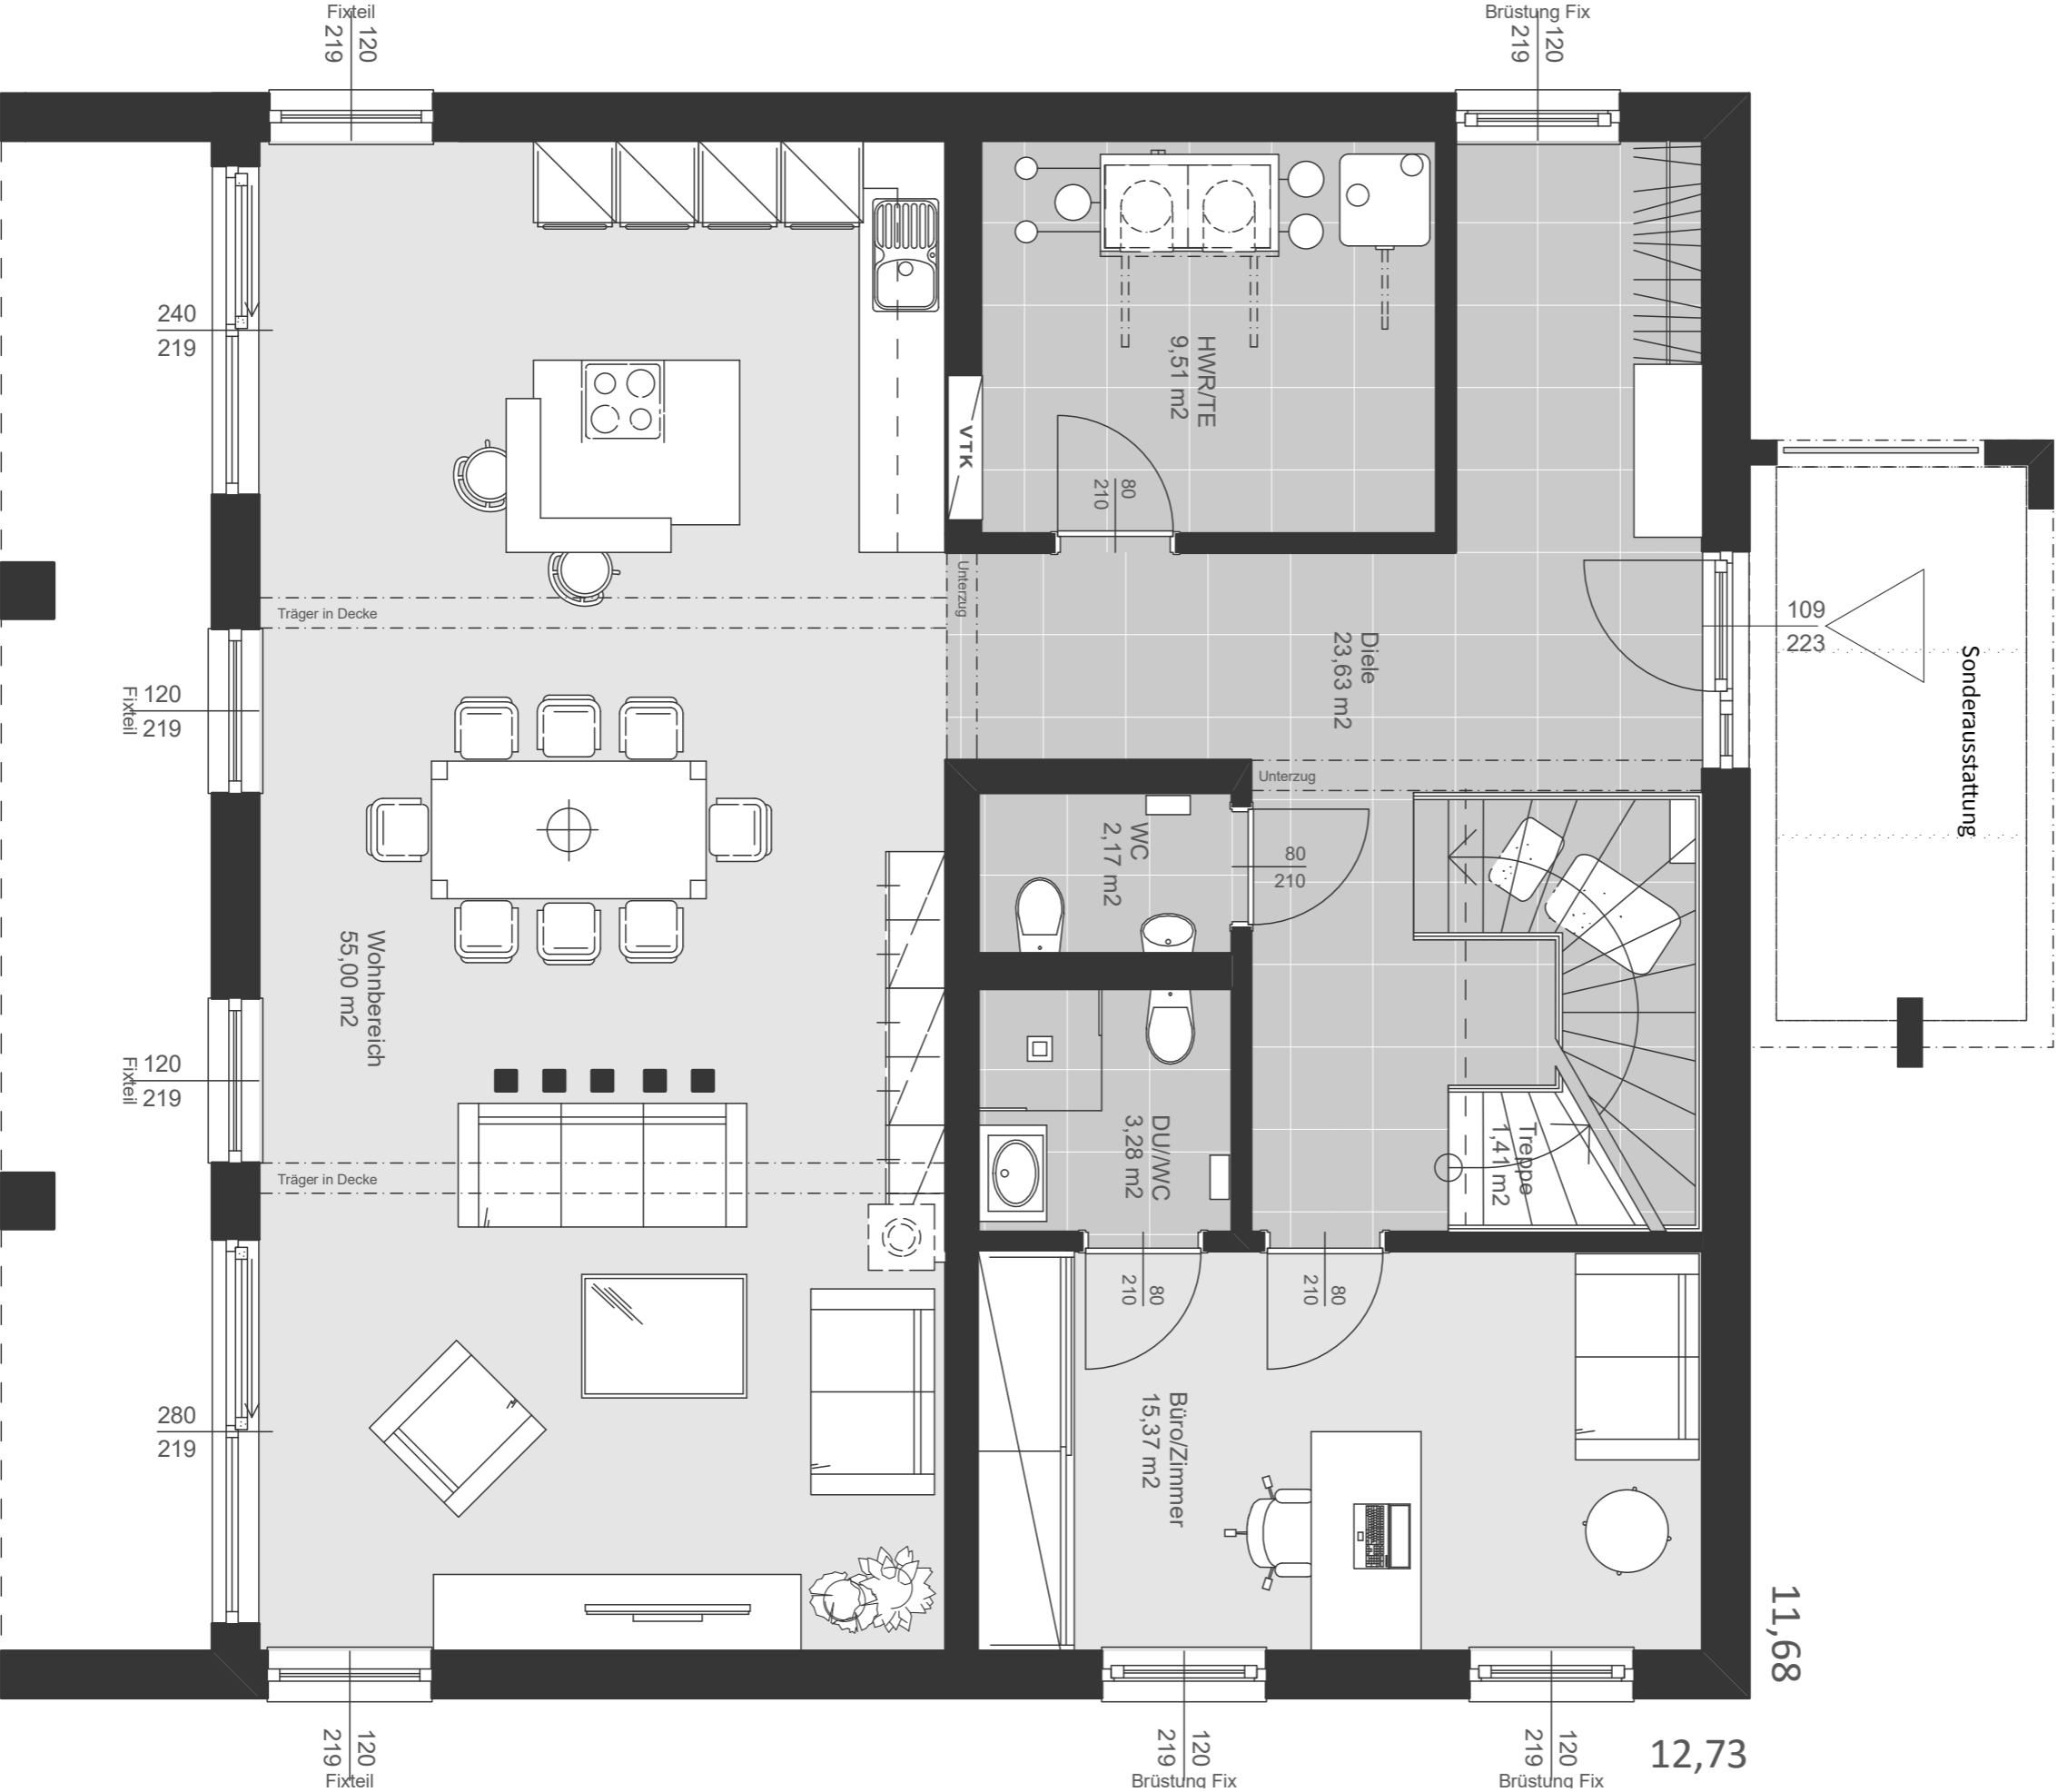 Fixteil
120
219
Brüstung Fix
120
219
240
219
HWR/TE
9,51 m2
VTK
80
210
Träger in Decke
Unterzug
Diele
23,63 m2
109
223
Sonderausstattung
Fixteil
120
219
Unterzug
WC
2,17 m2
80
210
Wohnbereich
55,00 m2
Fixteil
120
219
DU/WC
3,28 m2
Treppe
1,41 m2
Träger in Decke
80
210
80
210
280
219
Büro/Zimmer
15,37 m2
11,68
12,73
120
219
Fixteil
120
219
Brüstung Fix
120
219
Brüstung Fix